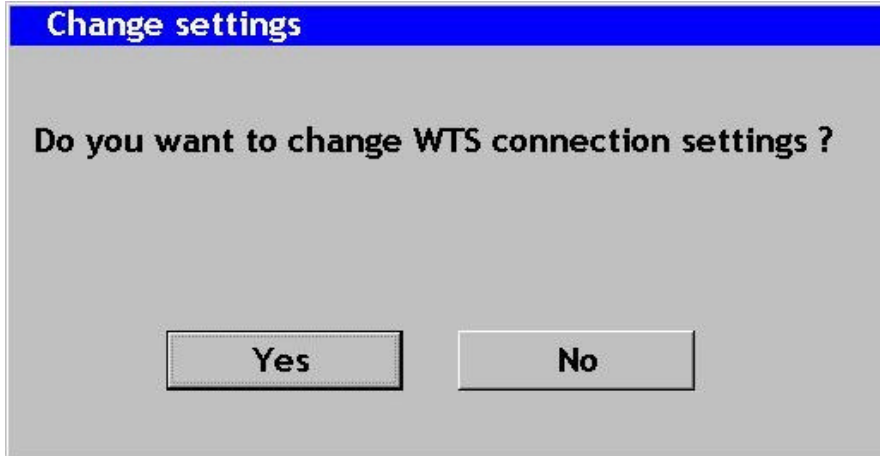 Change settings
Do you want to change WTS connection settings ?
Yes No